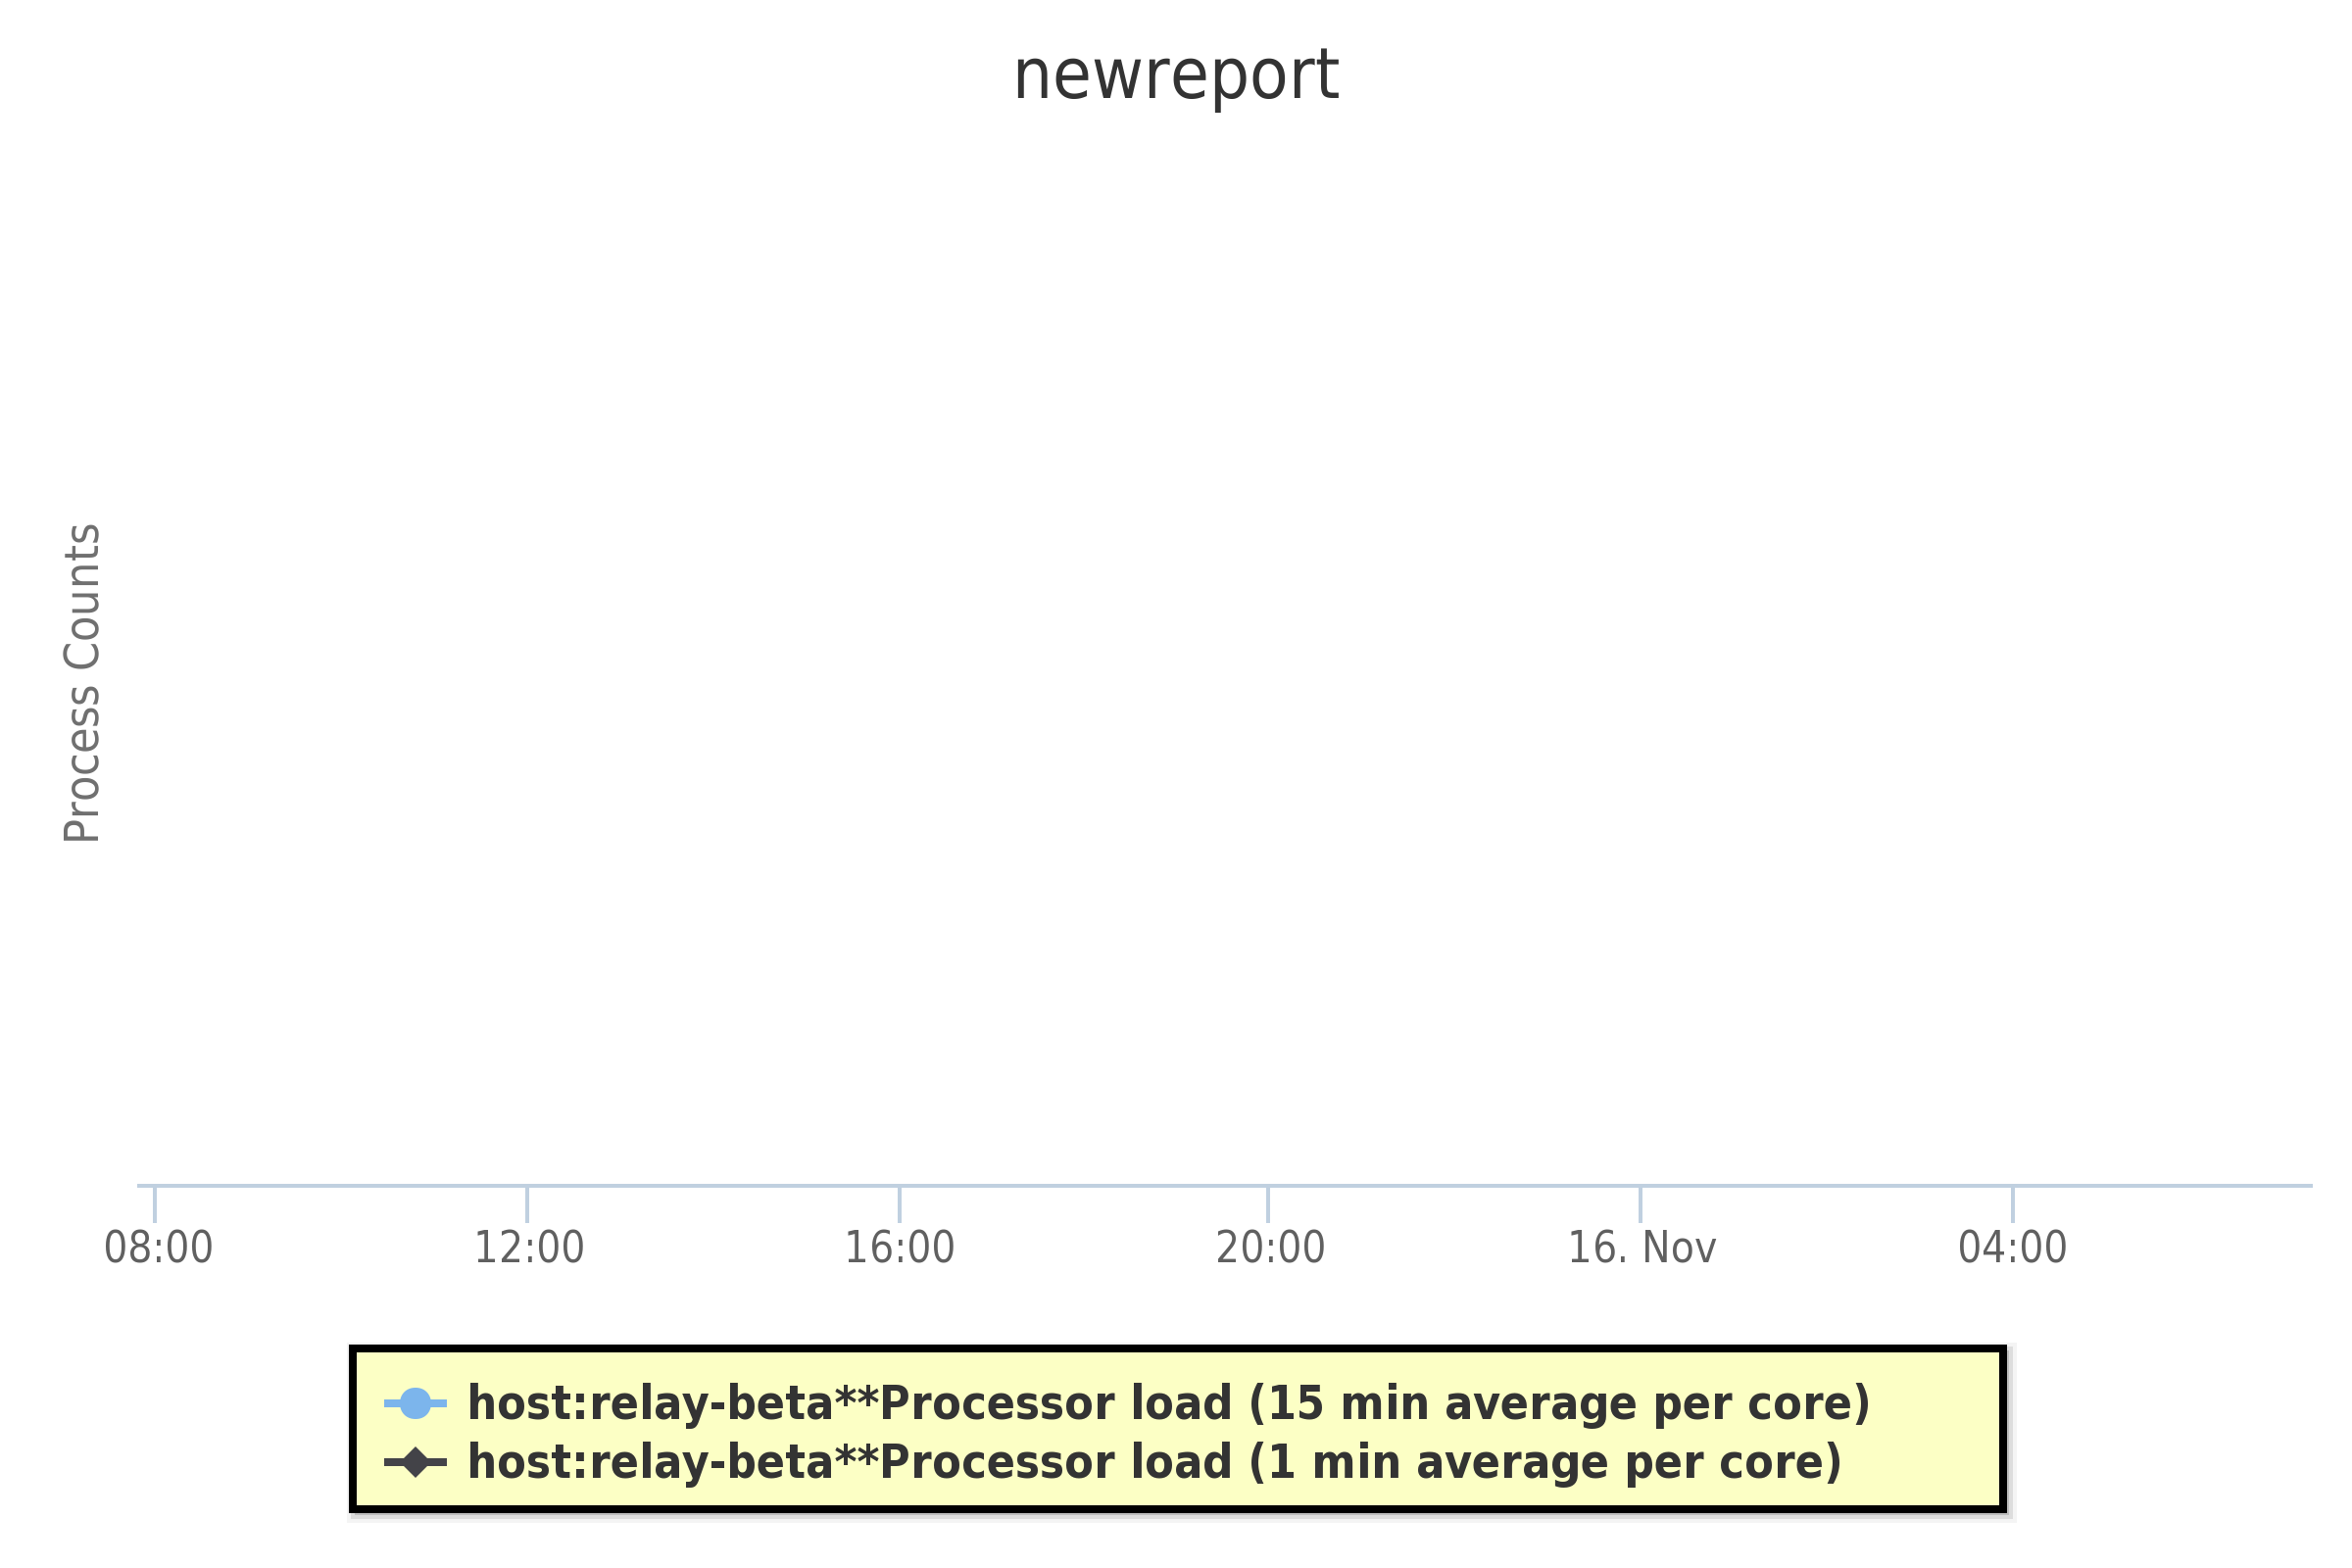 newreport
Process Counts
08:00
12:00
16:00
20:00
16. Nov
04:00
host:relay-beta**Processor load (15 min average per core)
host:relay-beta**Processor load (1 min average per core)